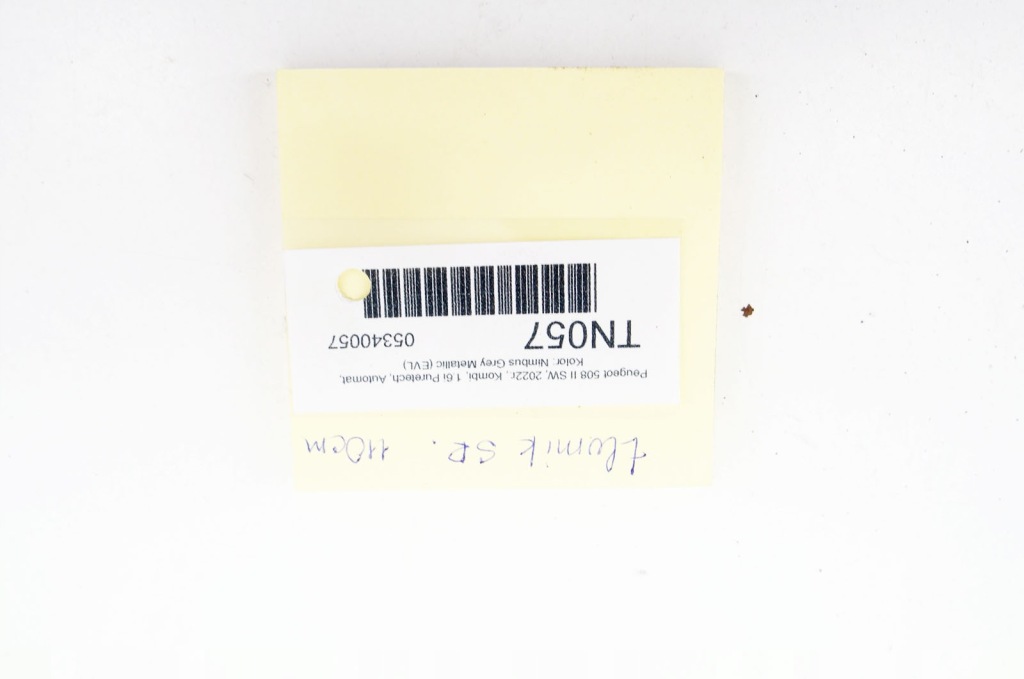 tłumik ŚR. 110cm
Peugeot 508 II SW, 2022r., Kombi, 1.6i Puretech, Automat,
Kolor: Nimbus Grey Metallic (EVL)
TN057 05340057